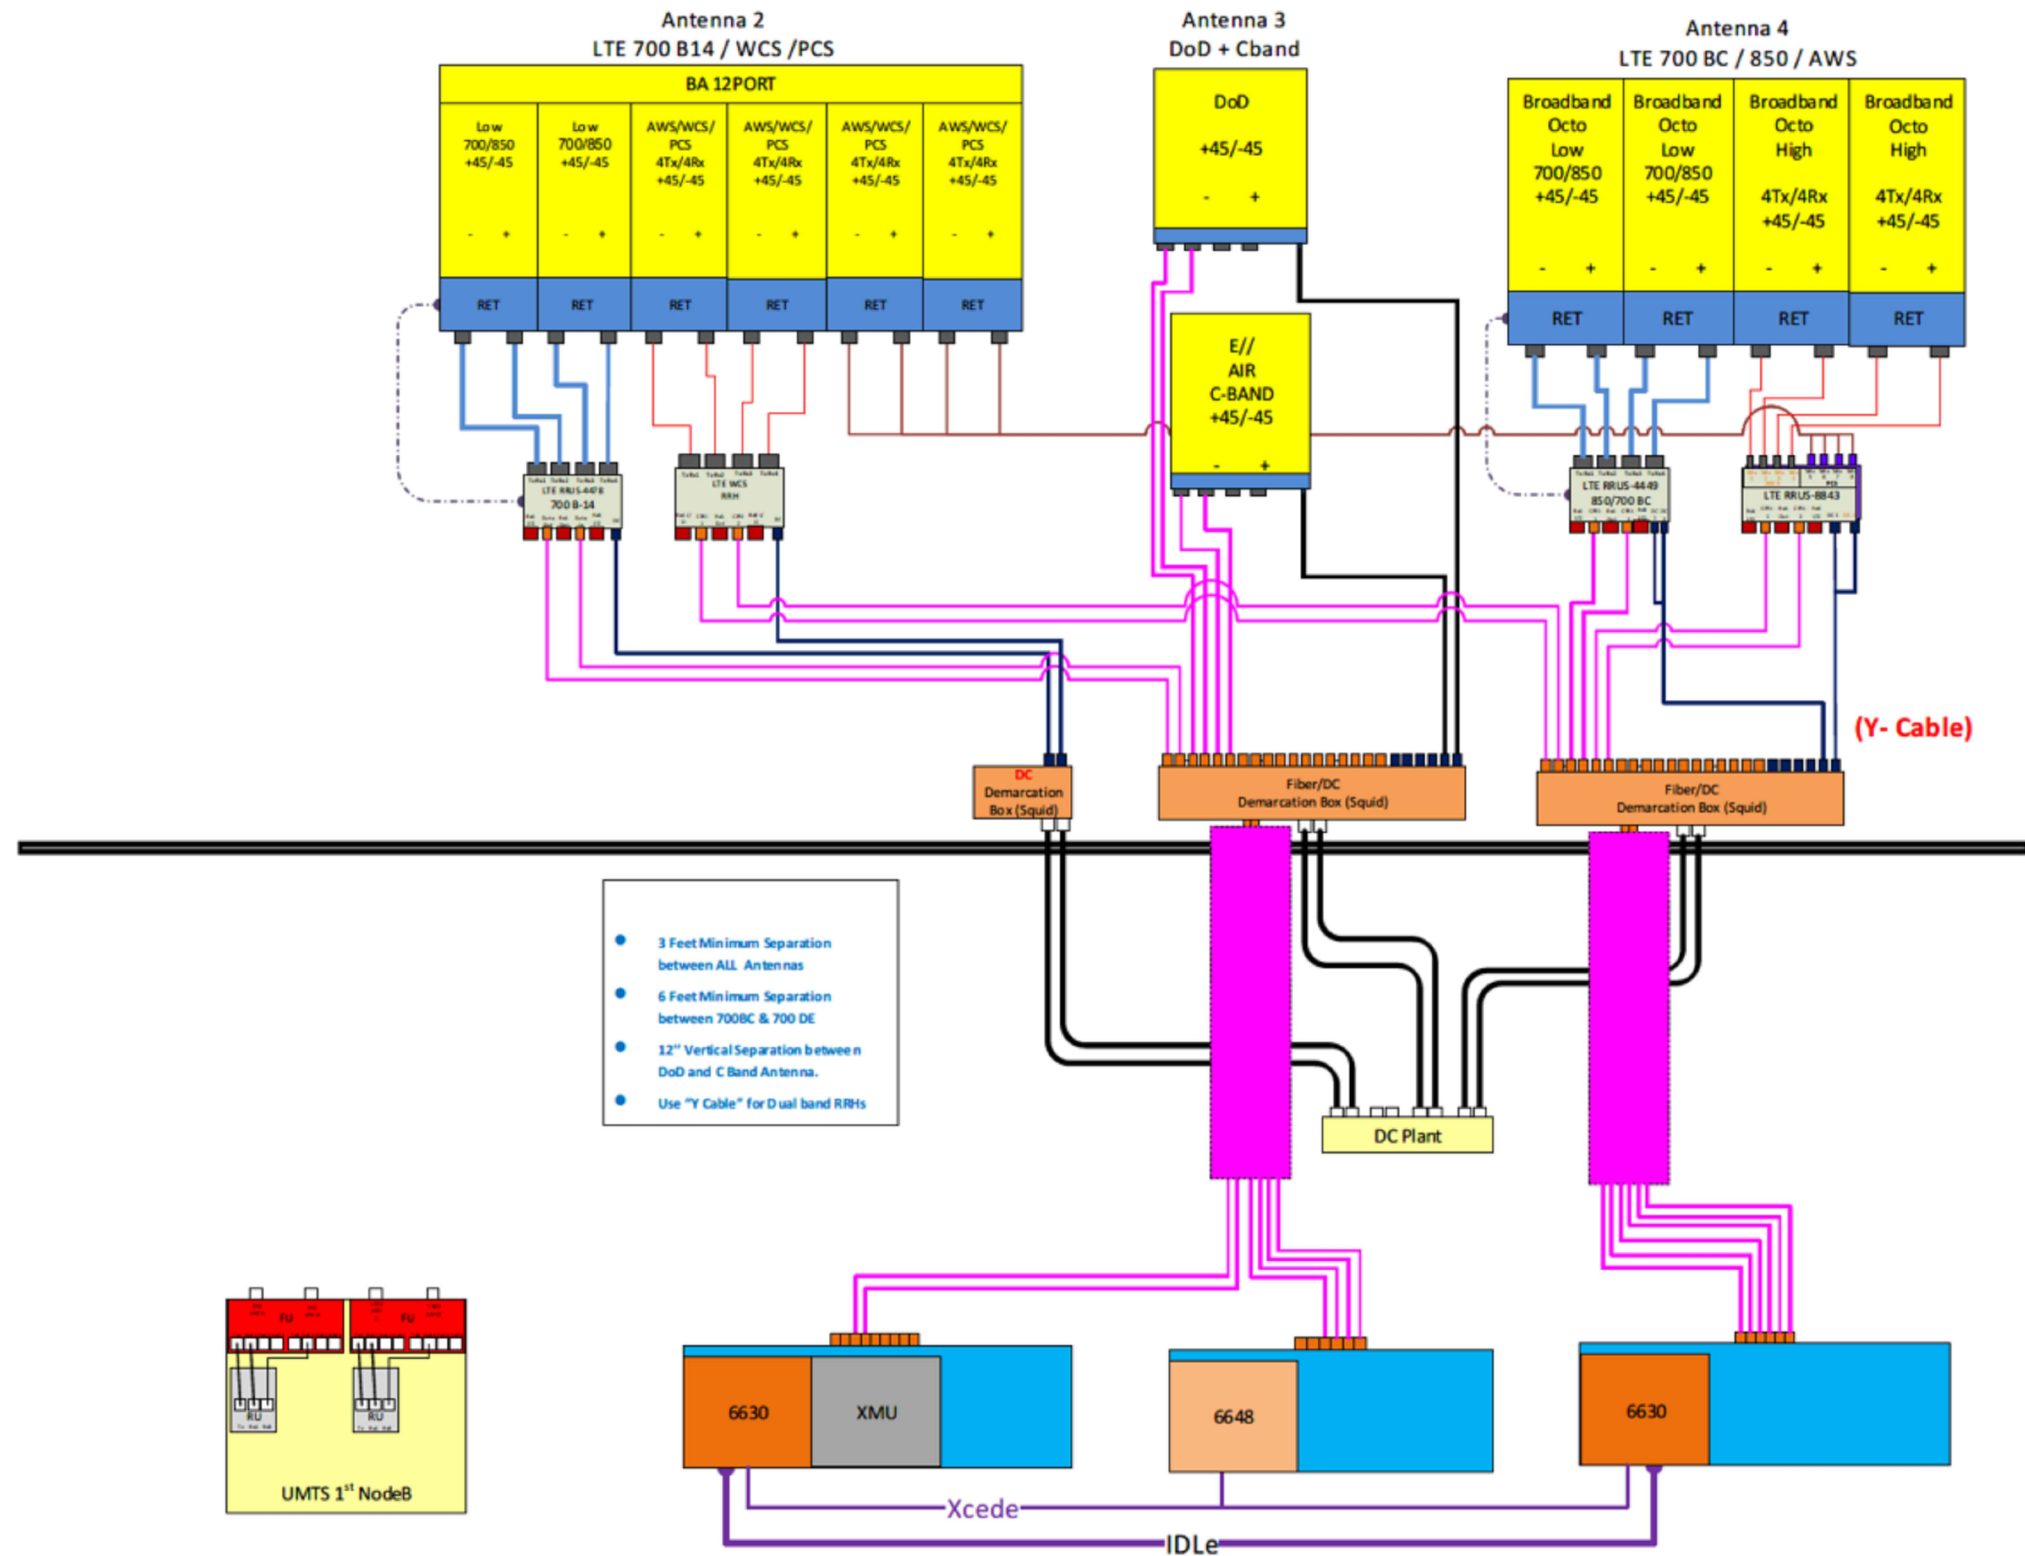 Antenna 2
LTE 700 B14 / WCS /PCS
Antenna 3
DoD + Cband
Antenna 4
LTE 700 BC / 850 / AWS
BA 12PORT
Low
700/850
+45/-45
- +
RET
Low
700/850
+45/-45
- +
RET
AWS/WCS/
PCS
4Tx/4Rx
+45/-45
- +
RET
AWS/WCS/
PCS
4Tx/4Rx
+45/-45
- +
RET
AWS/WCS/
PCS
4Tx/4Rx
+45/-45
- +
RET
AWS/WCS/
PCS
4Tx/4Rx
+45/-45
- +
RET
DoD
+45/-45
- +
E//
AIR
C-BAND
+45/-45
- +
Broadband
Octo
Low
700/850
+45/-45
- +
RET
Broadband
Octo
Low
700/850
+45/-45
- +
RET
Broadband
Octo
High
4Tx/4Rx
+45/-45
- +
RET
Broadband
Octo
High
4Tx/4Rx
+45/-45
- +
RET
LTE RRUS-4478
700 B-14
LTE WCS
RRH
LTE RRUS-4449
850/700 BC
PCS
LTE RRUS-8843
(Y- Cable)
DC
Demarcation
Box (Squid)
Fiber/DC
Demarcation Box (Squid)
Fiber/DC
Demarcation Box (Squid)
● 3 Feet Minimum Separation
between ALL Antennas
● 6 Feet Minimum Separation
between 700BC & 700 DE
● 12" Vertical Separation between
DoD and C Band Antenna.
● Use "Y Cable" for Dual band RRHs
DC Plant
FU
FU
RU
RU
UMTS 1st NodeB
6630
XMU
6648
6630
Xcede
IDLe